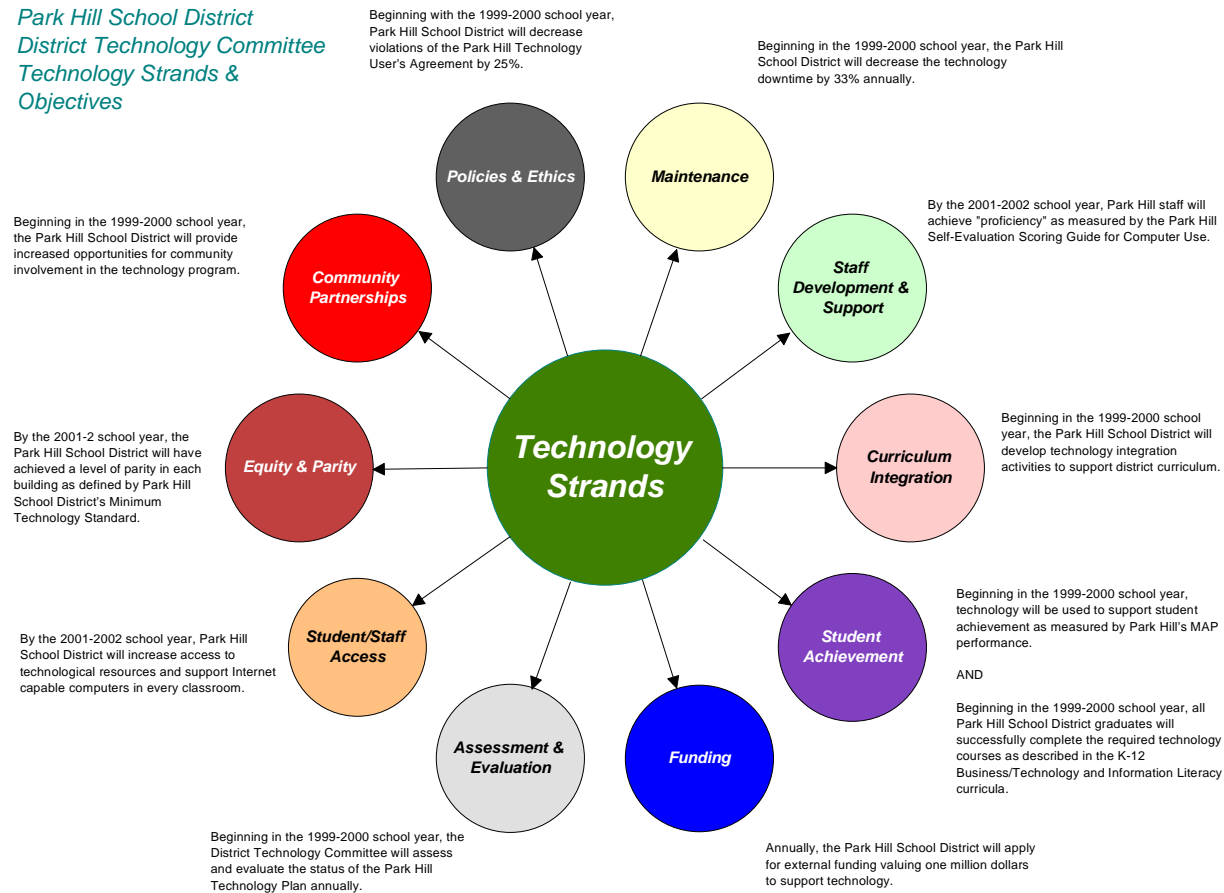 Park Hill School District
District Technology Committee
Technology Strands &
Objectives
Beginning with the 1999-2000 school year,
Park Hill School District will decrease
violations of the Park Hill Technology
User's Agreement by 25%.
Beginning in the 1999-2000 school year, the Park Hill
School District will decrease the technology
downtime by 33% annually.
Policies & Ethics
Maintenance
By the 2001-2002 school year, Park Hill staff will
achieve "proficiency" as measured by the Park Hill
Self-Evaluation Scoring Guide for Computer Use.
Beginning in the 1999-2000 school year,
the Park Hill School District will provide
increased opportunities for community
involvement in the technology program.
Community
Partnerships
Staff
Development &
Support
By the 2001-2 school year, the
Park Hill School District will have
achieved a level of parity in each
building as defined by Park Hill
School District's Minimum
Technology Standard.
Equity & Parity
Technology
Strands
Curriculum
Integration
Beginning in the 1999-2000 school
year, the Park Hill School District will
develop technology integration
activities to support district curriculum.
By the 2001-2002 school year, Park Hill
School District will increase access to
technological resources and support Internet
capable computers in every classroom.
Student/Staff
Access
Student
Achievement
Beginning in the 1999-2000 school year,
technology will be used to support student
achievement as measured by Park Hill's MAP
performance.
AND
Beginning in the 1999-2000 school year, all
Park Hill School District graduates will
successfully complete the required technology
courses as described in the K-12
Business/Technology and Information Literacy
curricula.
Assessment &
Evaluation
Funding
Beginning in the 1999-2000 school year, the
District Technology Committee will assess
and evaluate the status of the Park Hill
Technology Plan annually.
Annually, the Park Hill School District will apply
for external funding valuing one million dollars
to support technology.